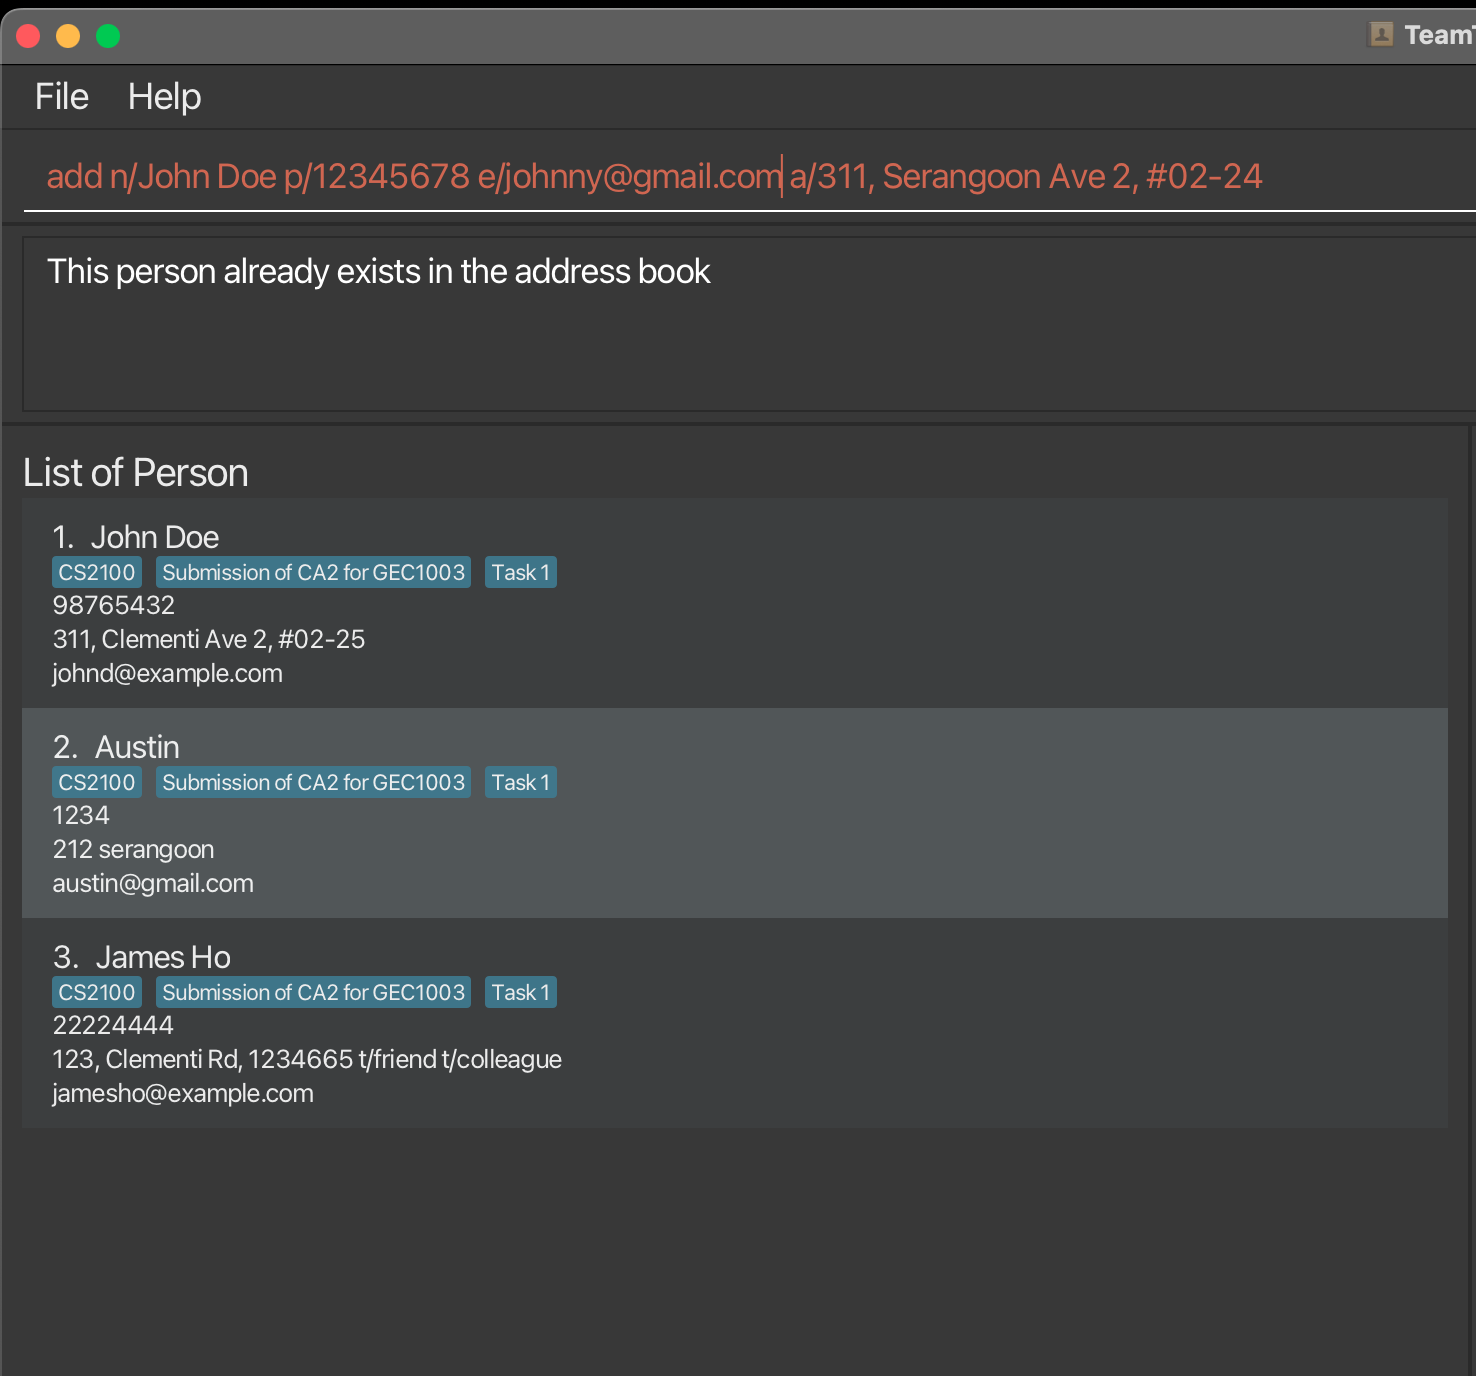 Team
File Help
add n/John Doe p/12345678 e/johnny@gmail.com a/311, Serangoon Ave 2, #02-24
This person already exists in the address book
List of Person
1. John Doe
CS2100 Submission of CA2 for GEC1003 Task 1
98765432
311, Clementi Ave 2, #02-25
johnd@example.com
2. Austin
CS2100 Submission of CA2 for GEC1003 Task 1
1234
212 serangoon
austin@gmail.com
3. James Ho
CS2100 Submission of CA2 for GEC1003 Task 1
22224444
123, Clementi Rd, 1234665 t/friend t/colleague
jamesho@example.com